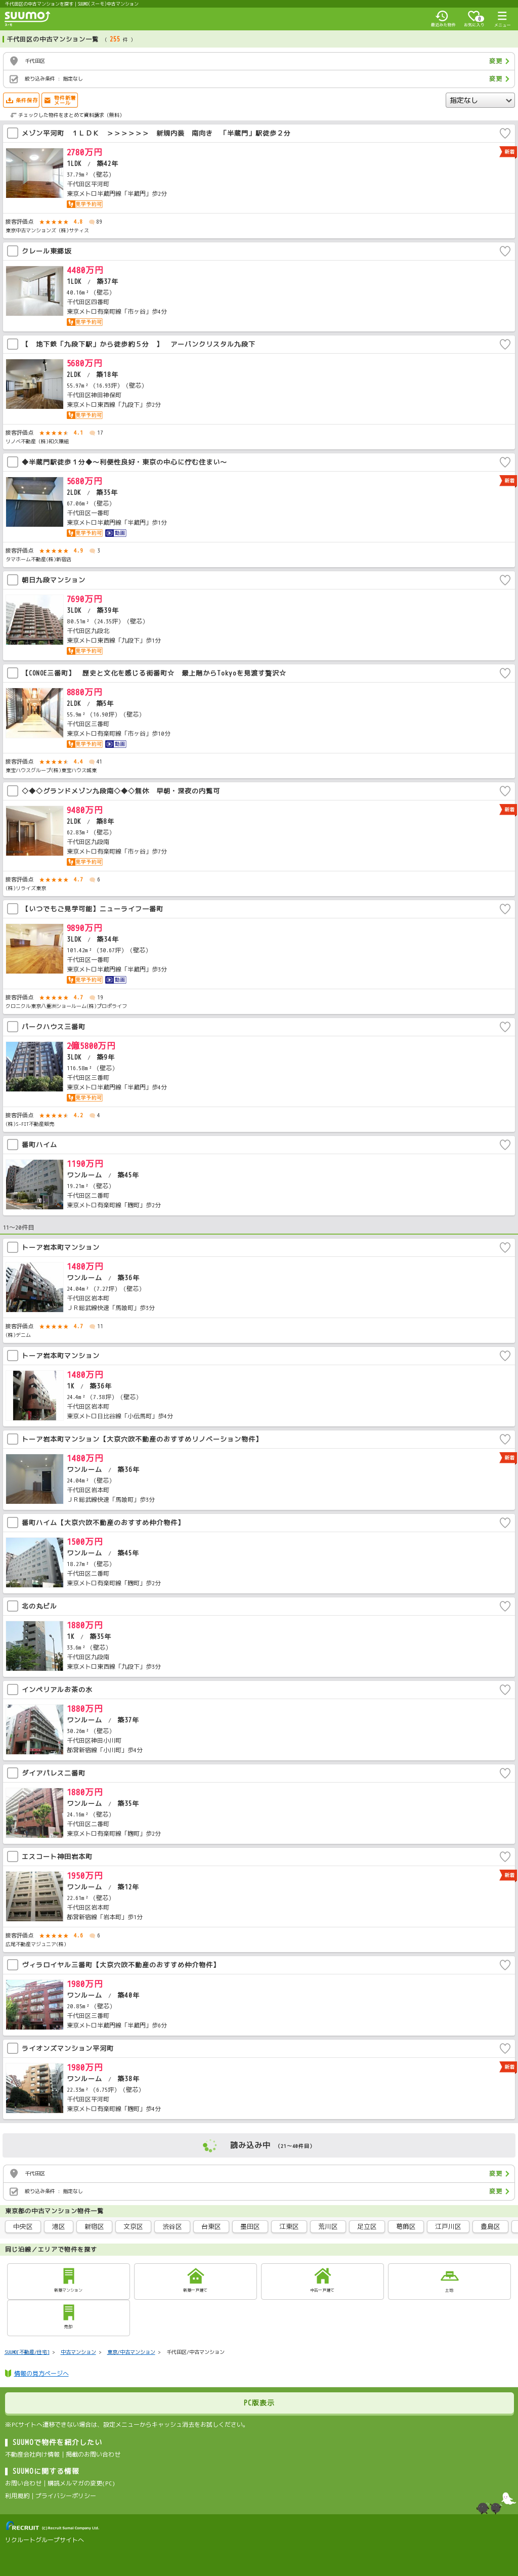 千代田区の中古マンションを探す | SUUMO(スーモ)中古マンション
SUUMO
スーモ
最近みた物件
お気に入り
0
メニュー
千代田区の中古マンション一覧 ( 255 件 )
千代田区
変更
絞り込み条件 : 指定なし
変更
条件保存
物件新着
メール
指定なし
チェックした物件をまとめて資料請求(無料)
メゾン平河町 1LDK >>>>>> 新規内装 南向き 「半蔵門」駅徒歩2分
新着
2780万円
1LDK / 築42年
37.79m² (壁芯)
千代田区平河町
東京メトロ半蔵門線「半蔵門」歩2分
見学予約可
接客評価点 4.8 89
東京中古マンションズ (株)サティス
クレール東郷坂
4480万円
1LDK / 築37年
40.16m² (壁芯)
千代田区四番町
東京メトロ有楽町線「市ヶ谷」歩4分
見学予約可
【 地下鉄「九段下駅」から徒歩約5分 】 アーバンクリスタル九段下
5680万円
2LDK / 築18年
55.97m² (16.93坪) (壁芯)
千代田区神田神保町
東京メトロ東西線「九段下」歩2分
見学予約可
接客評価点 4.1 17
リノベ不動産 (株)和久環組
◆半蔵門駅徒歩1分◆~利便性良好・東京の中心に佇む住まい~
新着
5680万円
2LDK / 築35年
67.06m² (壁芯)
千代田区一番町
東京メトロ半蔵門線「半蔵門」歩1分
見学予約可 動画
接客評価点 4.9 3
タマホーム不動産(株)新宿店
朝日九段マンション
7690万円
3LDK / 築39年
80.51m² (24.35坪) (壁芯)
千代田区九段北
東京メトロ東西線「九段下」歩1分
見学予約可
【CONOE三番町】 歴史と文化を感じる街番町☆ 最上階からTokyoを見渡す贅沢☆
8880万円
2LDK / 築5年
55.9m² (16.90坪) (壁芯)
千代田区三番町
東京メトロ有楽町線「市ヶ谷」歩10分
見学予約可 動画
接客評価点 4.4 41
東宝ハウスグループ(株)東宝ハウス城東
◇◆◇グランドメゾン九段南◇◆◇無休 早朝・深夜の内覧可
新着
9480万円
2LDK / 築8年
62.83m² (壁芯)
千代田区九段南
東京メトロ有楽町線「市ヶ谷」歩7分
見学予約可
接客評価点 4.7 6
(株)リライズ東京
【いつでもご見学可能】ニューライフ一番町
9890万円
3LDK / 築34年
101.42m² (30.67坪) (壁芯)
千代田区一番町
東京メトロ半蔵門線「半蔵門」歩3分
見学予約可 動画
接客評価点 4.7 19
クロニクル東京八重洲ショールーム(株)プロポライフ
パークハウス三番町
2億5800万円
3LDK / 築9年
116.58m² (壁芯)
千代田区三番町
東京メトロ半蔵門線「半蔵門」歩4分
見学予約可
接客評価点 4.2 4
(株)S-FIT不動産販売
番町ハイム
1190万円
ワンルーム / 築45年
19.21m² (壁芯)
千代田区二番町
東京メトロ有楽町線「麹町」歩2分
11~20件目
トーア岩本町マンション
1480万円
ワンルーム / 築36年
24.04m² (7.27坪) (壁芯)
千代田区岩本町
JR総武線快速「馬喰町」歩3分
接客評価点 4.7 11
(株)デニム
トーア岩本町マンション
1480万円
1K / 築36年
24.4m² (7.38坪) (壁芯)
千代田区岩本町
東京メトロ日比谷線「小伝馬町」歩4分
トーア岩本町マンション【大京穴吹不動産のおすすめリノベーション物件】
新着
1480万円
ワンルーム / 築36年
24.04m² (壁芯)
千代田区岩本町
JR総武線快速「馬喰町」歩3分
番町ハイム【大京穴吹不動産のおすすめ仲介物件】
1500万円
ワンルーム / 築45年
18.27m² (壁芯)
千代田区二番町
東京メトロ有楽町線「麹町」歩2分
北の丸ビル
1880万円
1K / 築35年
33.6m² (壁芯)
千代田区九段南
東京メトロ東西線「九段下」歩3分
インペリアルお茶の水
1880万円
ワンルーム / 築37年
30.26m² (壁芯)
千代田区神田小川町
都営新宿線「小川町」歩4分
ダイアパレス二番町
1880万円
ワンルーム / 築35年
24.16m² (壁芯)
千代田区二番町
東京メトロ有楽町線「麹町」歩2分
エスコート神田岩本町
新着
1950万円
ワンルーム / 築12年
22.61m² (壁芯)
千代田区岩本町
都営新宿線「岩本町」歩1分
接客評価点 4.8 6
広尾不動産マジュニア(株)
ヴィラロイヤル三番町【大京穴吹不動産のおすすめ仲介物件】
1980万円
ワンルーム / 築40年
20.05m² (壁芯)
千代田区三番町
東京メトロ半蔵門線「半蔵門」歩6分
ライオンズマンション平河町
新着
1980万円
ワンルーム / 築38年
22.33m² (6.75坪) (壁芯)
千代田区平河町
東京メトロ有楽町線「麹町」歩4分
読み込み中 (21~40件目)
千代田区
変更
絞り込み条件 : 指定なし
変更
東京都の中古マンション物件一覧
中央区 港区 新宿区 文京区 渋谷区 台東区 墨田区 江東区 荒川区 足立区 葛飾区 江戸川区 豊島区
同じ沿線/エリアで物件を探す
新築マンション
新築一戸建て
中古一戸建て
土地
売却
SUUMO[不動産/住宅] > 中古マンション > 東京/中古マンション > 千代田区/中古マンション
情報の見方ページへ
PC版表示
※PCサイトへ遷移できない場合は、設定メニューからキャッシュ消去をお試しください。
SUUMOで物件を紹介したい
不動産会社向け情報 | 掲載のお問い合わせ
SUUMOに関する情報
お問い合わせ | 購読メルマガの変更(PC)
利用規約 | プライバシーポリシー
RECRUIT (C) Recruit Sumai Company Ltd.
リクルートグループサイトへ